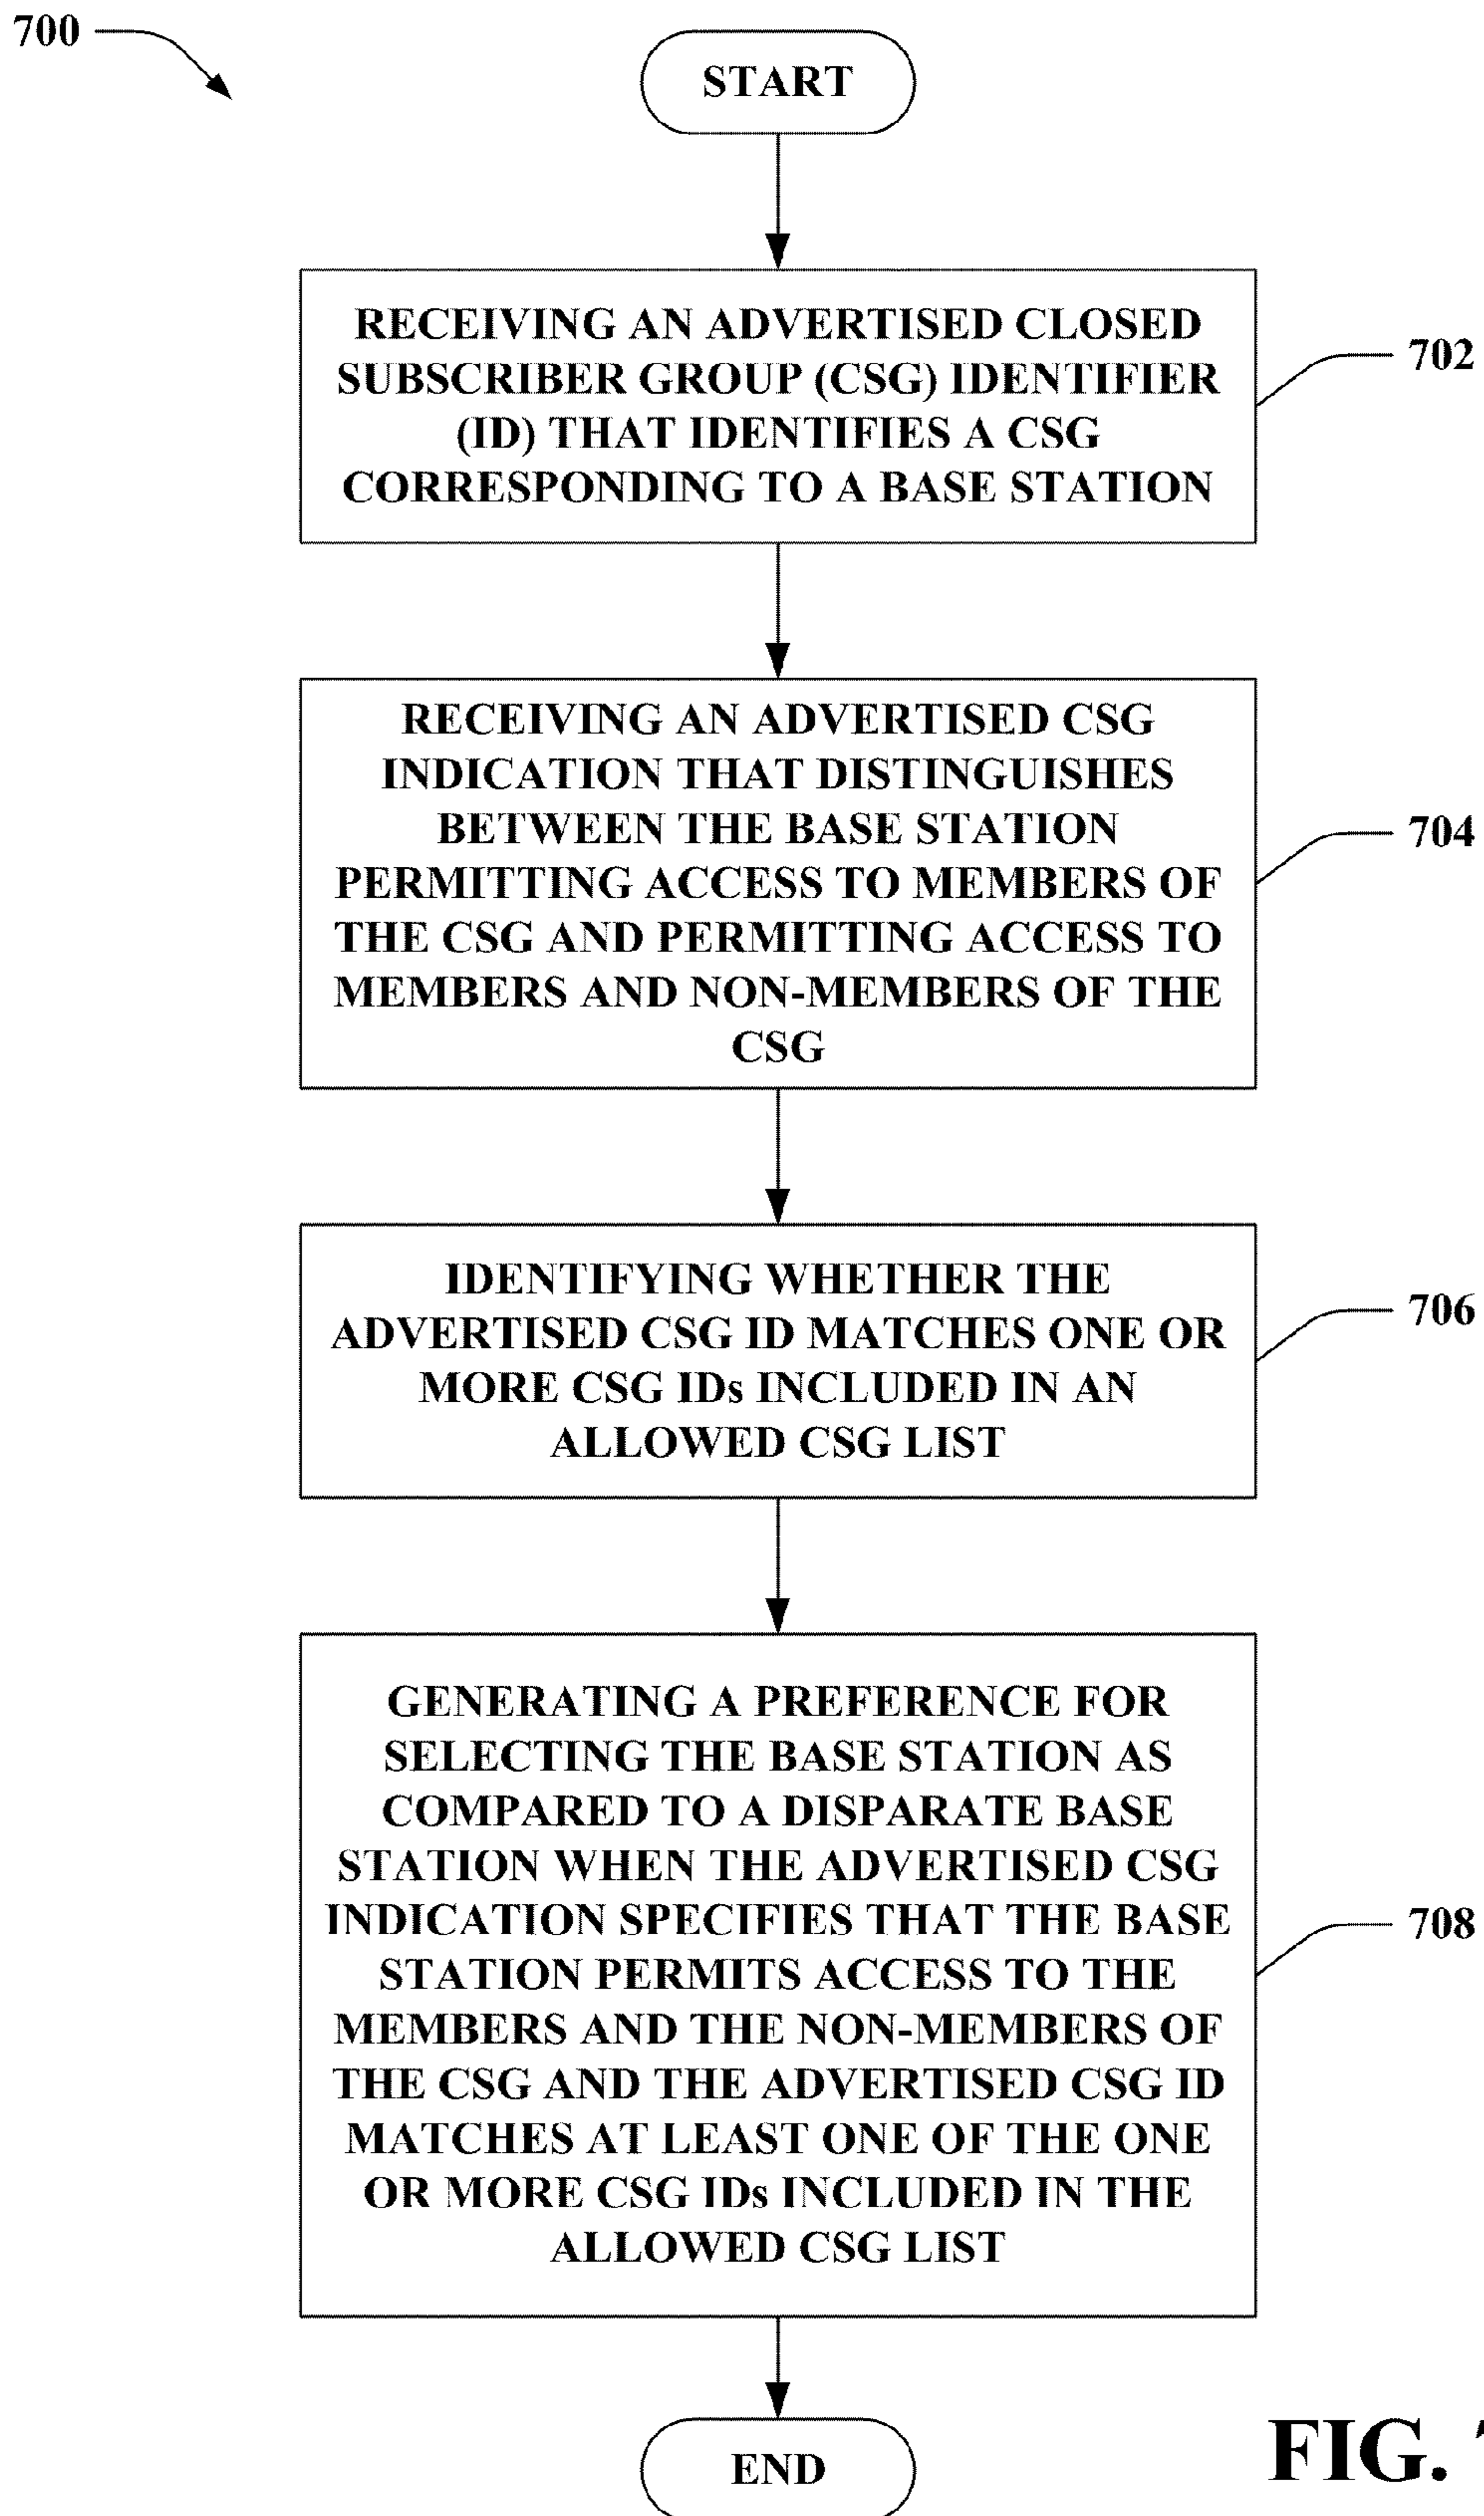 700
START
RECEIVING AN ADVERTISED CLOSED
SUBSCRIBER GROUP (CSG) IDENTIFIER
(ID) THAT IDENTIFIES A CSG
CORRESPONDING TO A BASE STATION
702
RECEIVING AN ADVERTISED CSG
INDICATION THAT DISTINGUISHES
BETWEEN THE BASE STATION
PERMITTING ACCESS TO MEMBERS OF
THE CSG AND PERMITTING ACCESS TO
MEMBERS AND NON-MEMBERS OF THE
CSG
704
IDENTIFYING WHETHER THE
ADVERTISED CSG ID MATCHES ONE OR
MORE CSG IDs INCLUDED IN AN
ALLOWED CSG LIST
706
GENERATING A PREFERENCE FOR
SELECTING THE BASE STATION AS
COMPARED TO A DISPARATE BASE
STATION WHEN THE ADVERTISED CSG
INDICATION SPECIFIES THAT THE BASE
STATION PERMITS ACCESS TO THE
MEMBERS AND THE NON-MEMBERS OF
THE CSG AND THE ADVERTISED CSG ID
MATCHES AT LEAST ONE OF THE ONE
OR MORE CSG IDs INCLUDED IN THE
ALLOWED CSG LIST
708
END
FIG.